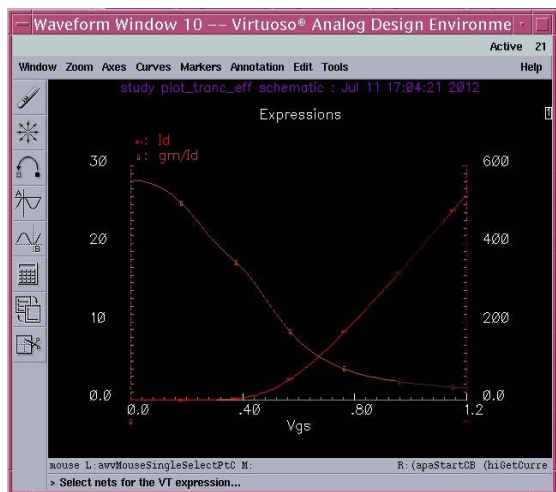 Waveform Window 10 -- Virtuoso® Analog Design Environme
Active 21
Window Zoom Axes Curves Markers Annotation Edit Tools Help
study plot_tranc_eff schematic : Jul 11 17:04:21 2012
Expressions
1
: Id
: gm/Id
30 600
A
20 400
B
10 200
0.0 0.0
0.0 .40 .80 1.2
Vgs
mouse L:awvMouseSingleSelectPtC M: R:(apaStartCB (hiGetCurre
> Select nets for the VT expression...